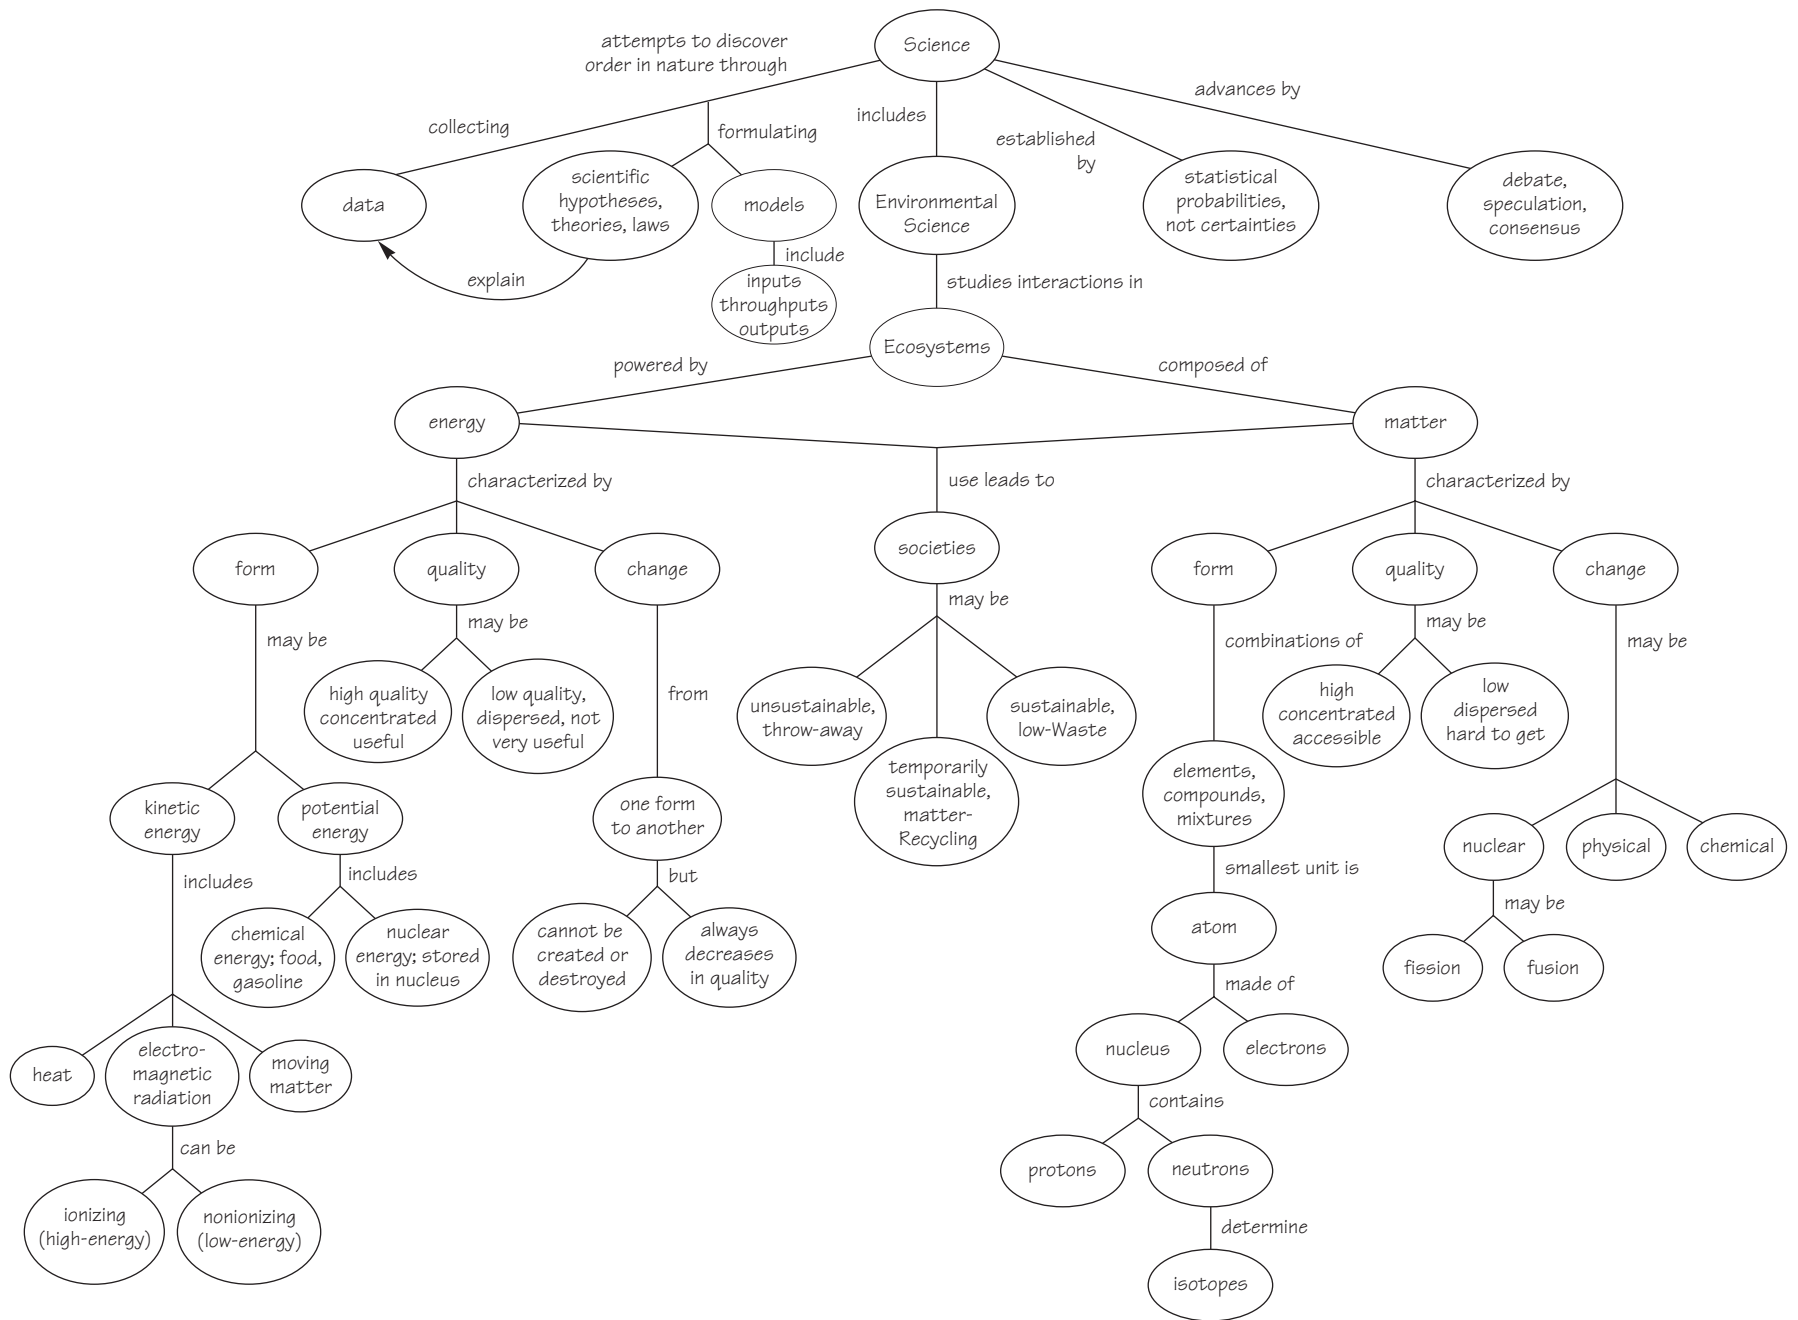 Science
attempts to discover
order in nature through
advances by
includes
collecting
formulating
established
by
data
scientific
hypotheses,
theories, laws
models
Environmental
Science
statistical
probabilities,
not certainties
debate,
speculation,
consensus
explain
include
inputs
throughputs
outputs
studies interactions in
Ecosystems
powered by
composed of
energy
matter
characterized by
use leads to
characterized by
form
quality
change
societies
form
quality
change
may be
may be
from
may be
combinations of
may be
may be
high quality
concentrated
useful
low quality,
dispersed, not
very useful
unsustainable,
throw-away
temporarily
sustainable,
matter-
Recycling
sustainable,
low-Waste
high
concentrated
accessible
low
dispersed
hard to get
kinetic
energy
potential
energy
one form
to another
elements,
compounds,
mixtures
nuclear
physical
chemical
includes
includes
but
smallest unit is
may be
chemical
energy; food,
gasoline
nuclear
energy; stored
in nucleus
cannot be
created or
destroyed
always
decreases
in quality
atom
fission
fusion
made of
heat
electro-
magnetic
radiation
moving
matter
nucleus
electrons
can be
contains
ionizing
(high-energy)
nonionizing
(low-energy)
protons
neutrons
determine
isotopes